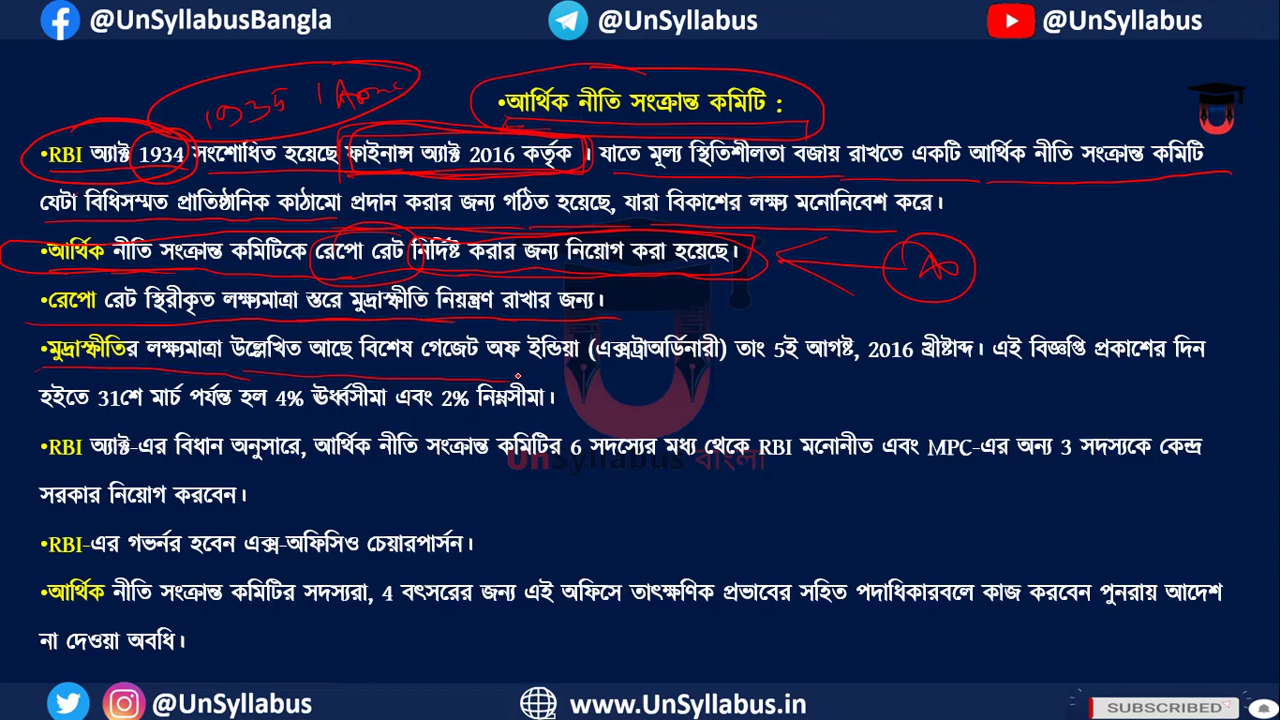 @UnSyllabusBangla
@UnSyllabus
@UnSyllabus
1935 1
•আর্থিক নীতি সংক্রান্ত কমিটি :
•RBI অ্যাক্ট 1934 সংশোধিত হয়েছে ফাইনান্স অ্যাক্ট 2016 কর্তৃক । যাতে মূল্য স্থিতিশীলতা বজায় রাখতে একটি আর্থিক নীতি সংক্রান্ত কমিটি
যেটা বিধিসম্মত প্রাতিষ্ঠানিক কাঠামো প্রদান করার জন্য গঠিত হয়েছে, যারা বিকাশের লক্ষ্য মনোনিবেশ করে।
•আর্থিক নীতি সংক্রান্ত কমিটিকে রেপো রেট নির্দিষ্ট করার জন্য নিয়োগ করা হয়েছে।
•রেপো রেট স্থিরীকৃত লক্ষ্যমাত্রা স্তরে মুদ্রাস্ফীতি নিয়ন্ত্রণ রাখার জন্য।
•মুদ্রাস্ফীতির লক্ষ্যমাত্রা উল্লেখিত আছে বিশেষ গেজেট অফ ইন্ডিয়া (এক্সট্রাঅর্ডিনারী) তাং 5ই আগষ্ট, 2016 খ্রীষ্টাব্দ। এই বিজ্ঞপ্তি প্রকাশের দিন
হইতে 31শে মার্চ পর্যন্ত হল 4% ঊর্ধ্বসীমা এবং 2% নিম্নসীমা।
•RBI অ্যাক্ট-এর বিধান অনুসারে, আর্থিক নীতি সংক্রান্ত কমিটির 6 সদস্যের মধ্য থেকে RBI মনোনীত এবং MPC-এর অন্য 3 সদস্যকে কেন্দ্র
সরকার নিয়োগ করবেন।
UnSyllabus বাংলা
•RBI-এর গভর্নর হবেন এক্স-অফিসিও চেয়ারপার্সন।
•আর্থিক নীতি সংক্রান্ত কমিটির সদস্যরা, 4 বৎসরের জন্য এই অফিসে তাৎক্ষণিক প্রভাবের সহিত পদাধিকারবলে কাজ করবেন পুনরায় আদেশ
না দেওয়া অবধি।
@UnSyllabus
www.UnSyllabus.in
SUBSCRIBED